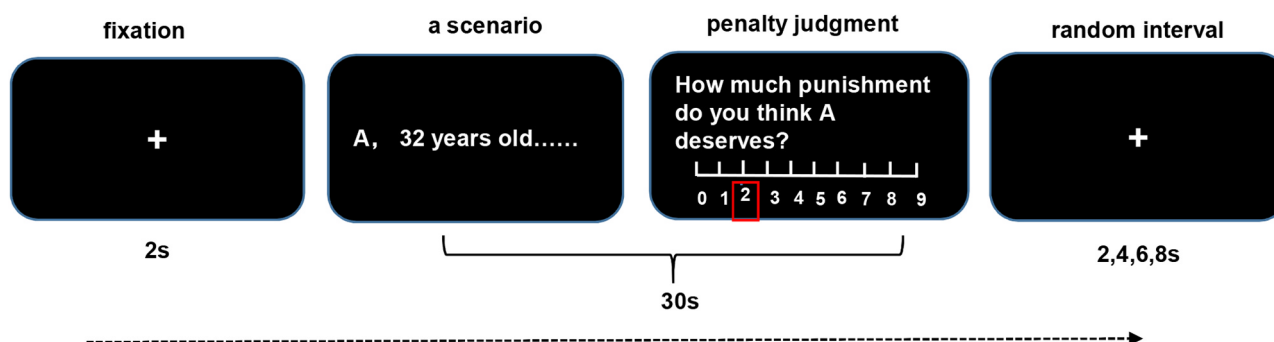 fixation
a scenario
penalty judgment
random interval
+
A, 32 years old......
How much punishment
do you think A
deserves?
0 1 2 3 4 5 6 7 8 9
+
2s
30s
2,4,6,8s